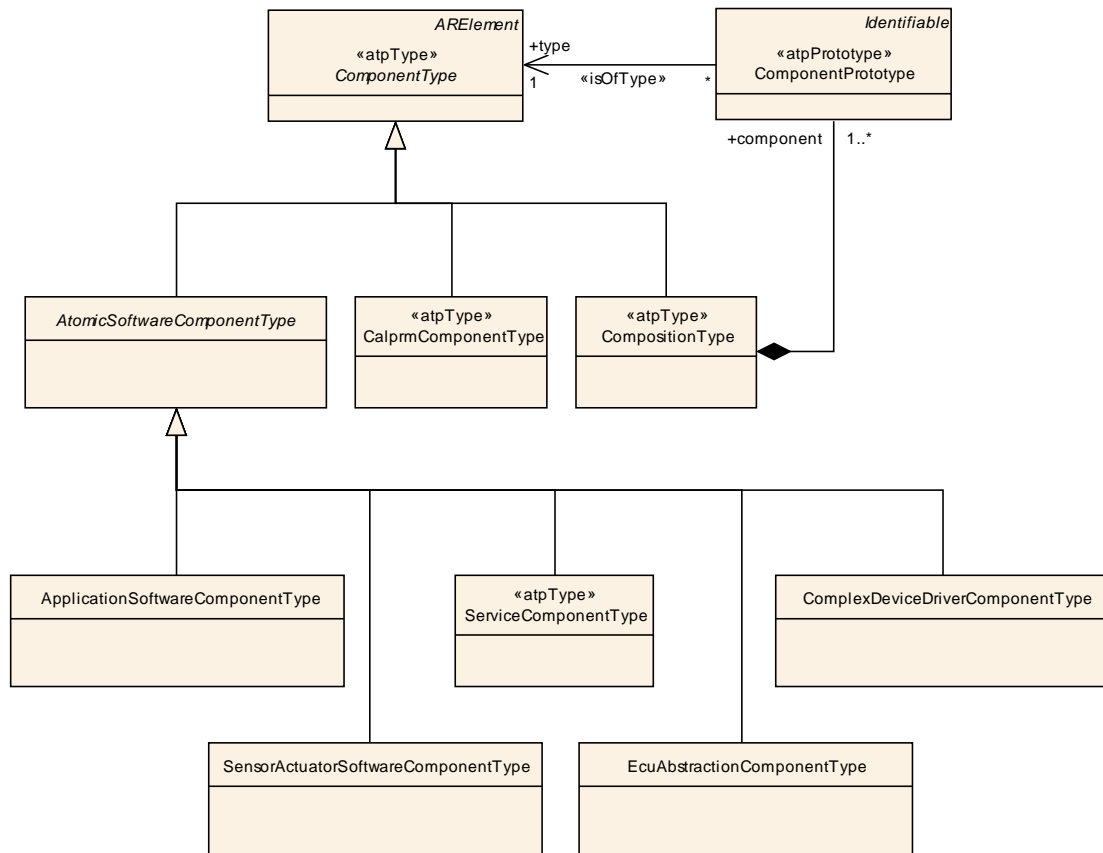 ARElement
«atpType»
ComponentType
+type
1
«isOfType»
*
Identifiable
«atpPrototype»
ComponentPrototype
+component
1..*
AtomicSoftwareComponentType
«atpType»
CalprmComponentType
«atpType»
CompositionType
ApplicationSoftwareComponentType
«atpType»
ServiceComponentType
ComplexDeviceDriverComponentType
SensorActuatorSoftwareComponentType
EcuAbstractionComponentType